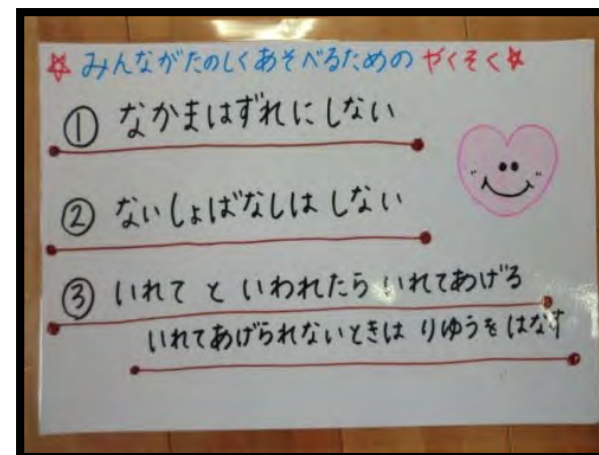 ☆みんながたのしくあそべるための やくそく☆
① なかまはずれに しない
② ないしょばなしは しない
③ いれて と いわれたら いれてあげる
いれてあげられないときは りゆうを はなす